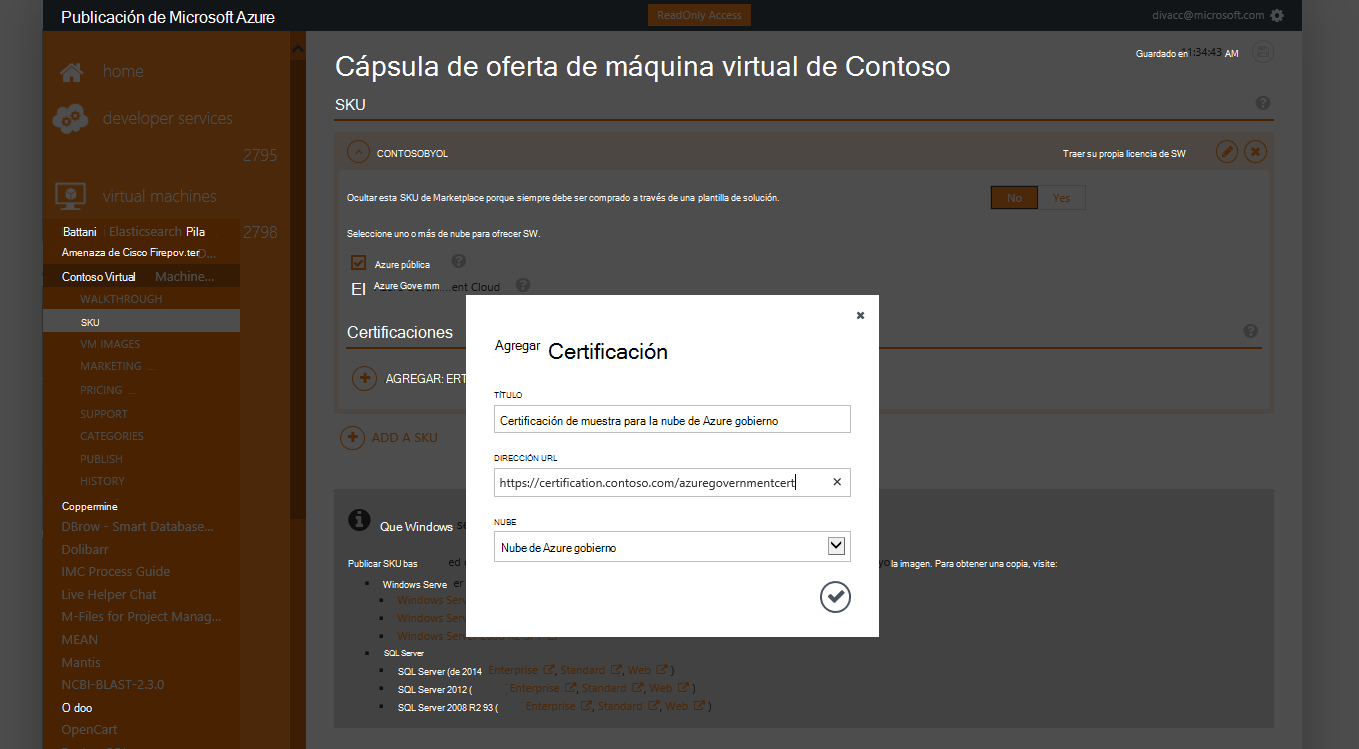 Publicación de Microsoft Azure
ReadOnly Access
divacc@microsoft.com
home
developer services
2795
virtual machines
Battani Elasticsearch Pila
2798
Amenaza de Cisco Firepov.ter
Contoso Virtual Machine...
WALKTHROUGH
SKU
VM IMAGES
MARKETING ...
PRICING ...
SUPPORT
CATEGORIES
PUBLISH
HISTORY
Coppermine
DBrow - Smart Database...
Dolibarr
IMC Process Guide
Live Helper Chat
M-Files for Project Manag...
MEAN
Mantis
NCBI-BLAST-2.3.0
O doo
OpenCart
Guardado en 11:34:43 AM
Cápsula de oferta de máquina virtual de Contoso
SKU
CONTOSOBYOL
Traer su propia licencia de SW
Ocultar esta SKU de Marketplace porque siempre debe ser comprado a través de una plantilla de solución.
No Yes
Seleccione uno o más de nube para ofrecer SW.
Azure pública
El Azure Gove mm ent Cloud
Certificaciones
AGREGAR: ERT
ADD A SKU
Agregar Certificación
TÍTULO
Certificación de muestra para la nube de Azure gobierno
DIRECCIÓN URL
https://certification.contoso.com/azuregovernmentcert
NUBE
Nube de Azure gobierno
Que Windows se
Publicar SKU bas ed la imagen. Para obtener una copia, visite:
Windows Serve er
Windows Serv
Windows Serv
Windows Server 2008 R2
SQL Server
SQL Server (de 2014 Enterprise , Standard , Web )
SQL Server 2012 ( Enterprise , Standard , Web )
SQL Server 2008 R2 93 ( Enterprise , Standard , Web )